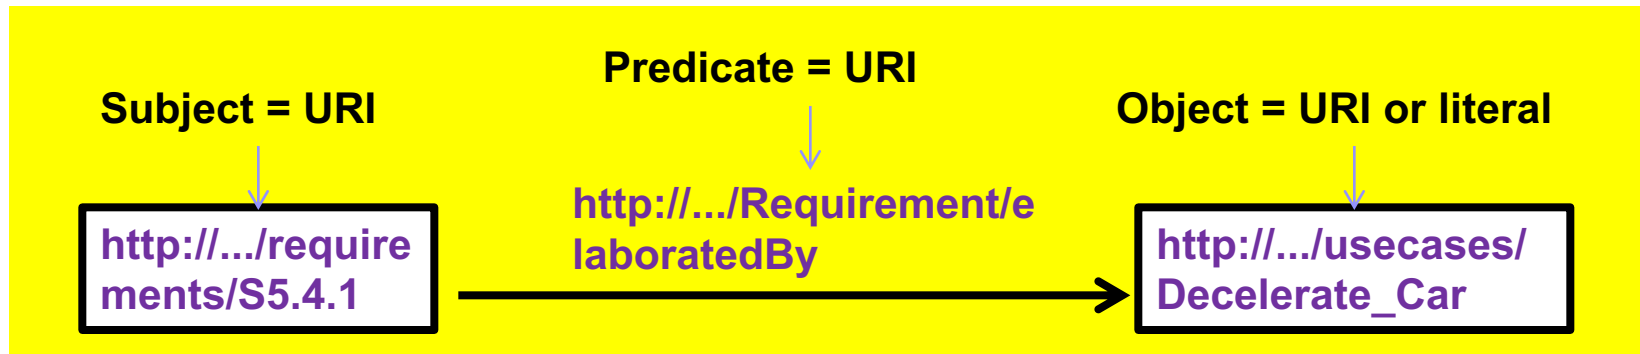 Predicate = URI
Subject = URI
Object = URI or literal
http://.../require
ments/S5.4.1
http://.../Requirement/e
laboratedBy
http://.../usecases/
Decelerate_Car